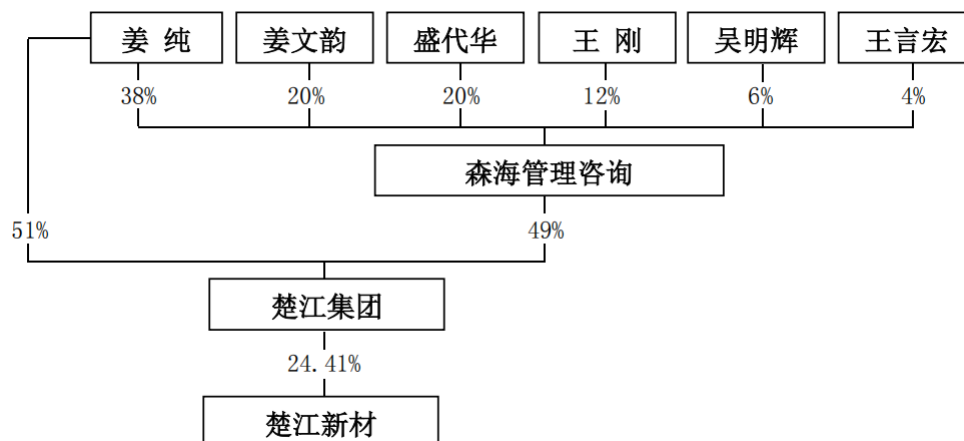 姜 纯 姜文韵 盛代华 王 刚 吴明辉 王言宏
38% 20% 20% 12% 6% 4%
森海管理咨询
51% 49%
楚江集团
24.41%
楚江新材